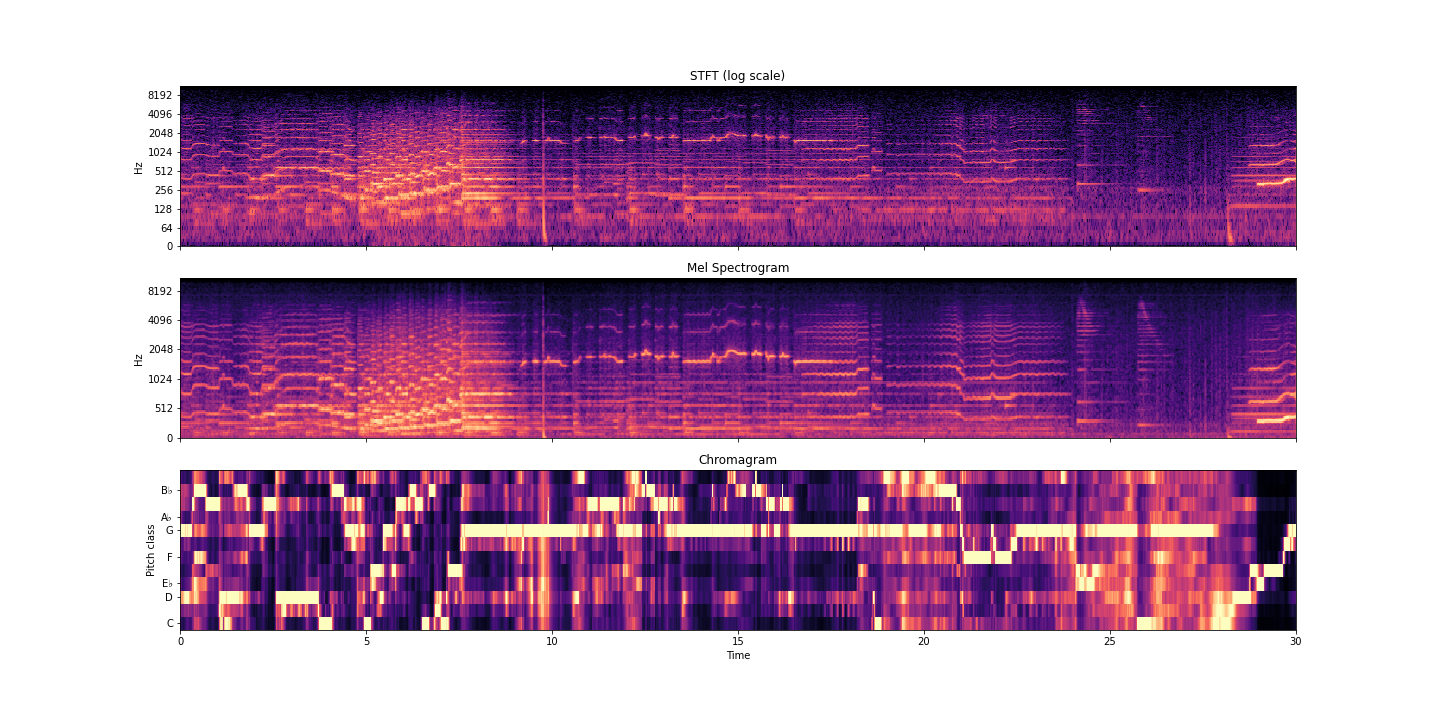 STFT (log scale)
8192
4096
2048
1024
512
256
128
64
0
Hz
Mel Spectrogram
8192
4096
2048
1024
512
0
Hz
Chromagram
B♭
A♭
G
F
E♭
D
C
Pitch class
0 5 10 15 20 25 30
Time